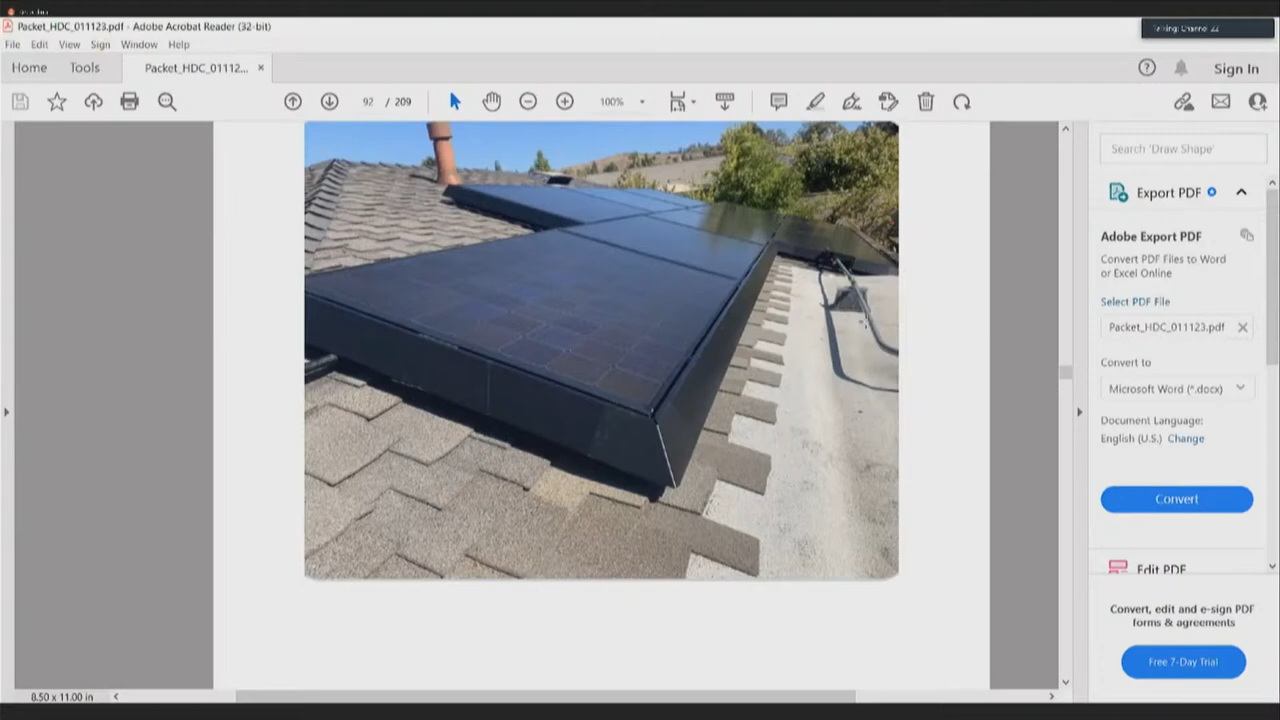 Packet_HDC_011123.pdf - Adobe Acrobat Reader (32-bit)
Talking: Channel 22
File Edit View Sign Window Help
Home Tools Packet_HDC_01112... × Sign In
92 / 209 100%
Search 'Draw Shape'
Export PDF
Adobe Export PDF
Convert PDF Files to Word
or Excel Online
Select PDF File
Packet_HDC_011123.pdf
Convert to
Microsoft Word (*.docx)
Document Language:
English (U.S.) Change
Convert
Edit PDF
Convert, edit and e-sign PDF
forms & agreements
Free 7-Day Trial
8.50 x 11.00 in